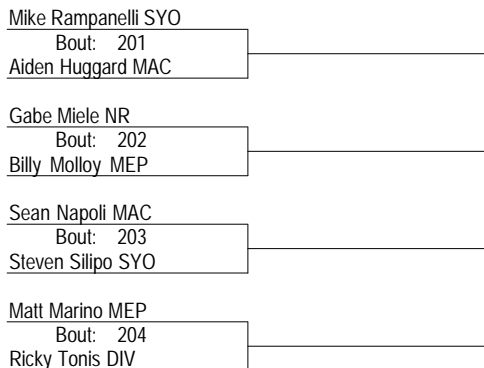 Mike Rampanelli SYO
Bout: 201
Aiden Huggard MAC
Gabe Miele NR
Bout: 202
Billy Molloy MEP
Sean Napoli MAC
Bout: 203
Steven Silipo SYO
Matt Marino MEP
Bout: 204
Ricky Tonis DIV